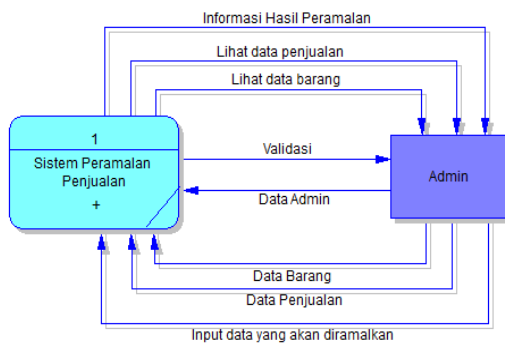 Informasi Hasil Peramalan
Lihat data penjualan
Lihat data barang
1
Sistem Peramalan
Penjualan
+
Validasi
Admin
Data Admin
Data Barang
Data Penjualan
Input data yang akan diramalkan